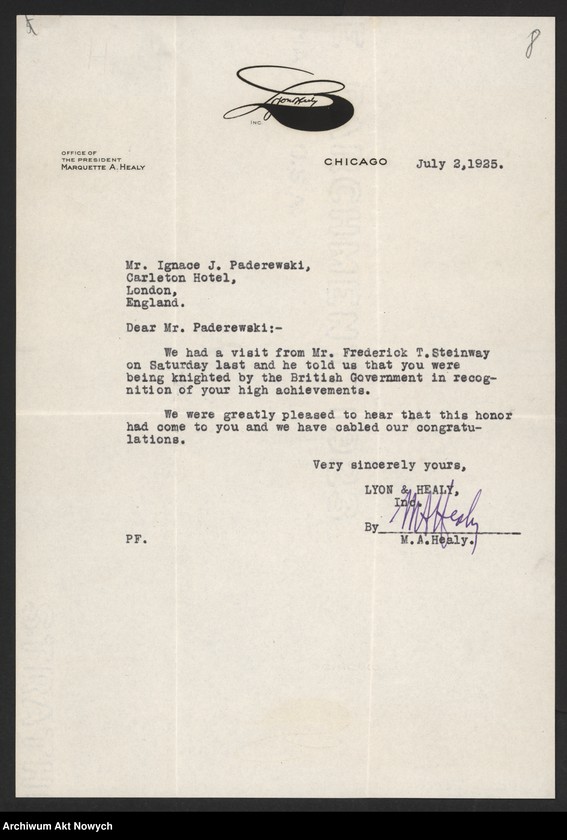 8
Lyon & Healy
INC.
OFFICE OF
THE PRESIDENT
MARQUETTE A. HEALY
CHICAGO July 2,1925.
Mr. Ignace J. Paderewski,
Carleton Hotel,
London,
England.
Dear Mr. Paderewski:-
We had a visit from Mr. Frederick T.Steinway
on Saturday last and he told us that you were
being knighted by the British Government in recog-
nition of your high achievements.
We were greatly pleased to hear that this honor
had come to you and we have cabled our congratu-
lations.
Very sincerely yours,
LYON & HEALY,
Inc.
MAHealy
By
PF. M.A.Healy.
Archiwum Akt Nowych